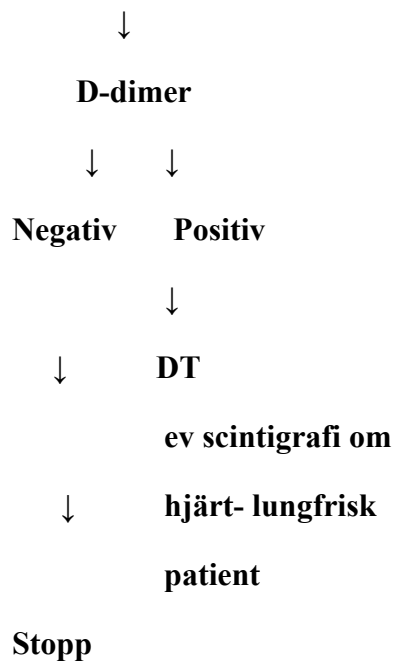 ↓
D-dimer
↓ ↓
Negativ Positiv
↓
↓ DT
ev scintigrafi om
↓ hjärt- lungfrisk
patient
Stopp